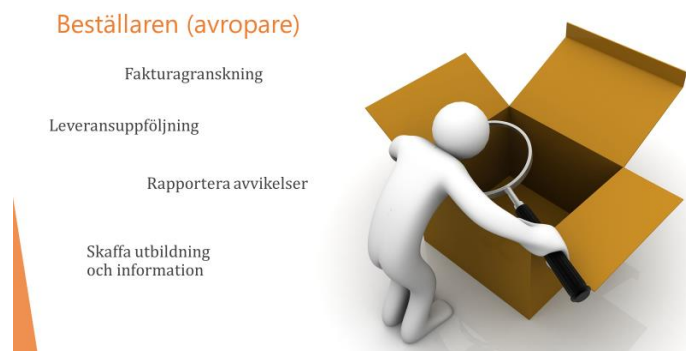 Beställaren (avropare)
Fakturagranskning
Leveransuppföljning
Rapportera avvikelser
Skaffa utbildning
och information